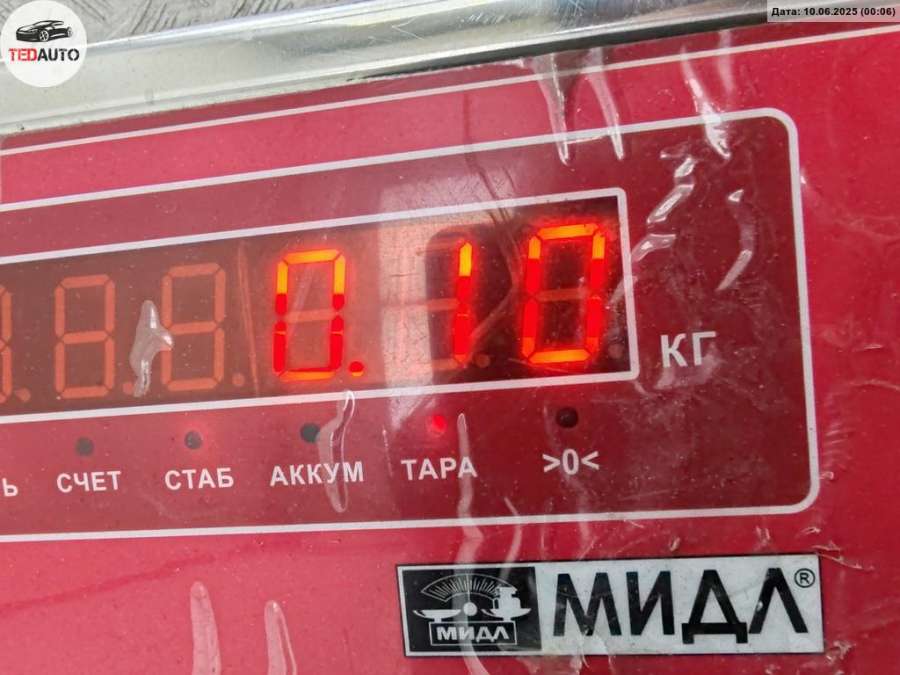 TEDAUTO
Дата: 10.06.2025 (00:06)
0.10
КГ
Ь СЧЕТ СТАБ АККУМ ТАРА >0<
МИДЛ МИДЛ®